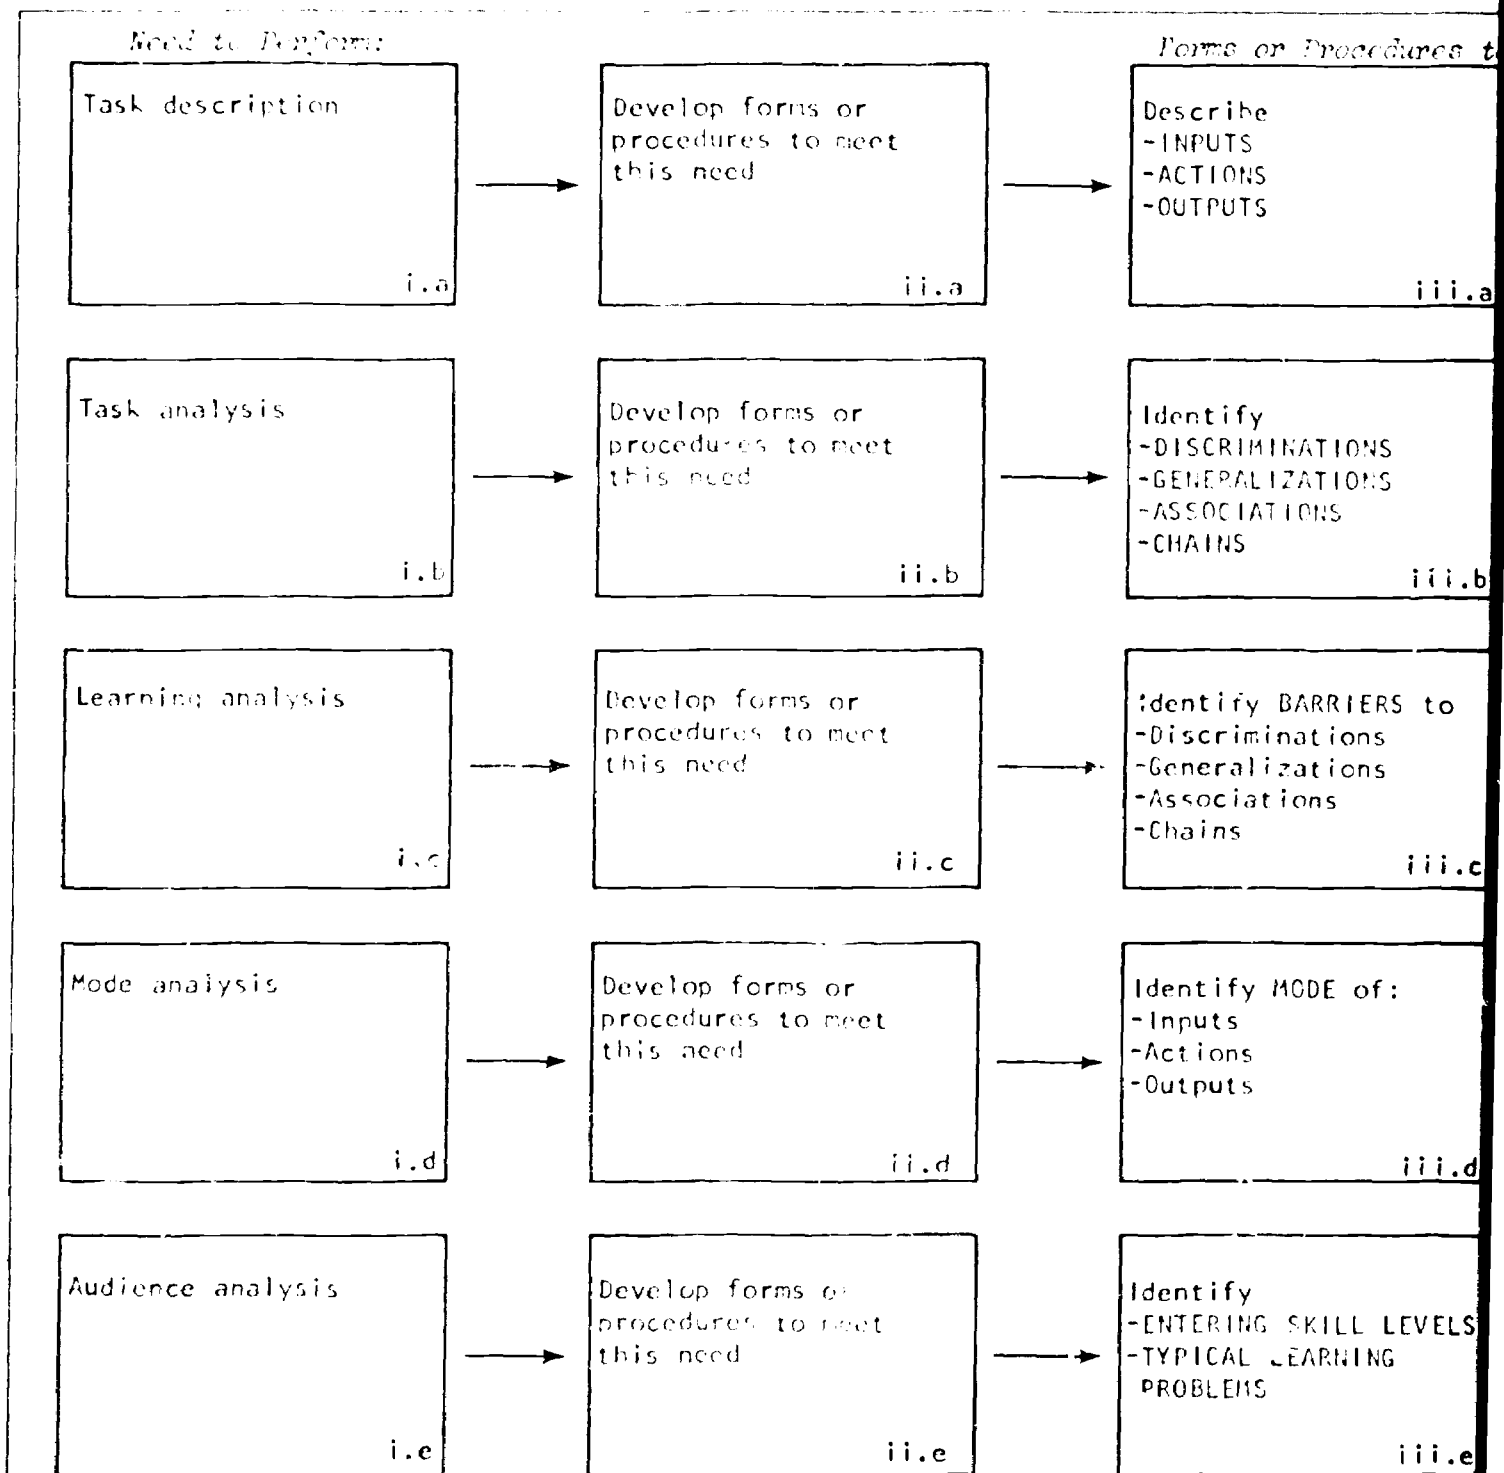 Need to Perform:
Forms or Procedures t
Task description
i.a
Develop forms or
procedures to meet
this need
ii.a
Describe
-INPUTS
-ACTIONS
-OUTPUTS
iii.a
Task analysis
i.b
Develop forms or
procedures to meet
this need
ii.b
Identify
-DISCRIMINATIONS
-GENERALIZATIONS
-ASSOCIATIONS
-CHAINS
iii.b
Learning analysis
i.c
Develop forms or
procedures to meet
this need
ii.c
Identify BARRIERS to
-Discriminations
-Generalizations
-Associations
-Chains
iii.c
Mode analysis
i.d
Develop forms or
procedures to meet
this need
ii.d
Identify MODE of:
-Inputs
-Actions
-Outputs
iii.d
Audience analysis
i.e
Develop forms or
procedures to meet
this need
ii.e
Identify
-ENTERING SKILL LEVELS
-TYPICAL LEARNING
PROBLEMS
iii.e